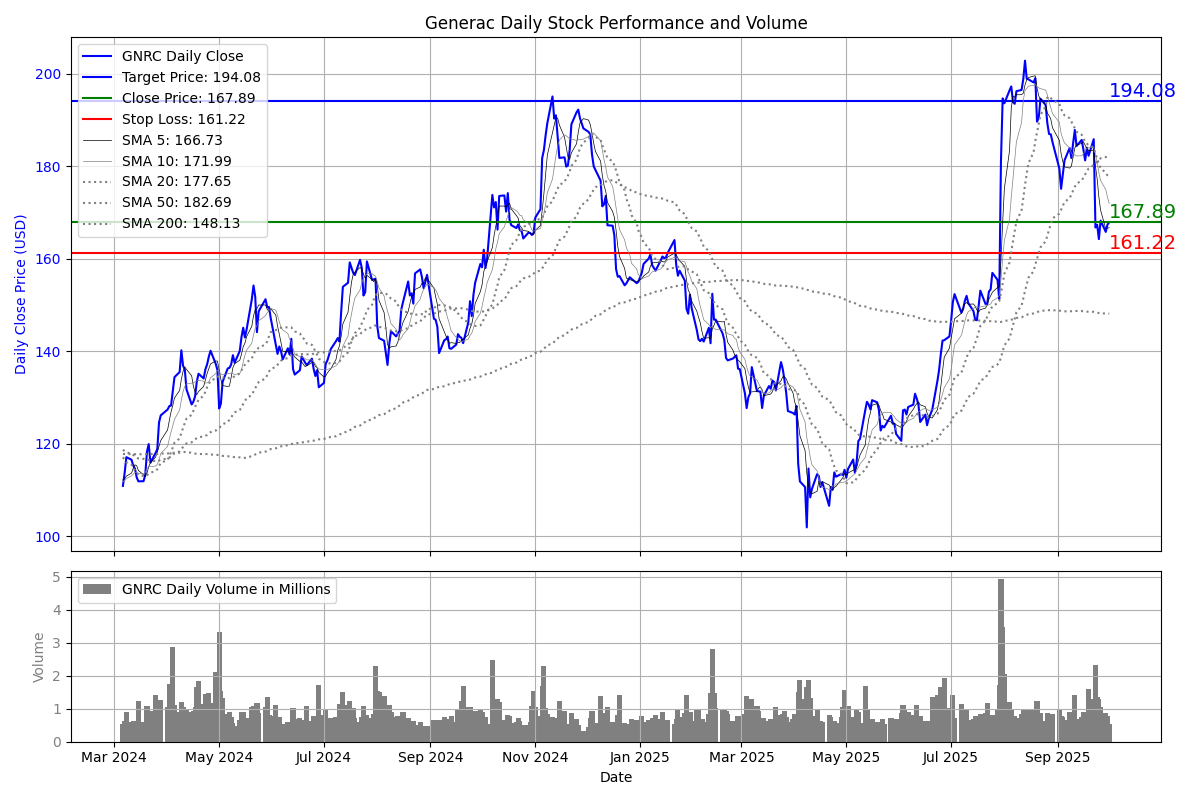 Generac Daily Stock Performance and Volume
GNRC Daily Close
Target Price: 194.08
Close Price: 167.89
Stop Loss: 161.22
SMA 5: 166.73
SMA 10: 171.99
SMA 20: 177.65
SMA 50: 182.69
SMA 200: 148.13
200
180
160
140
120
100
Daily Close Price (USD)
194.08
167.89
161.22
GNRC Daily Volume in Millions
5
4
3
2
1
0
Volume
Mar 2024 May 2024 Jul 2024 Sep 2024 Nov 2024 Jan 2025 Mar 2025 May 2025 Jul 2025 Sep 2025
Date